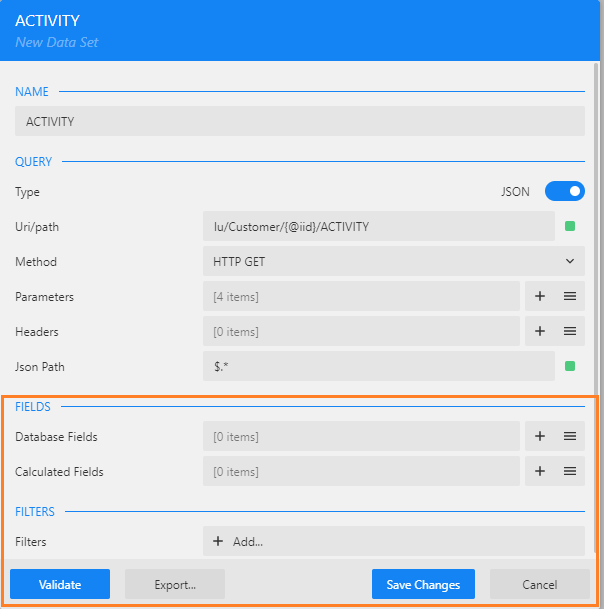 ACTIVITY
New Data Set
NAME
ACTIVITY
QUERY
Type JSON
Uri/path lu/Customer/{@iid}/ACTIVITY
Method HTTP GET
Parameters [4 items]
Headers [0 items]
Json Path $.*
FIELDS
Database Fields [0 items]
Calculated Fields [0 items]
FILTERS
Filters + Add...
Validate Export... Save Changes Cancel